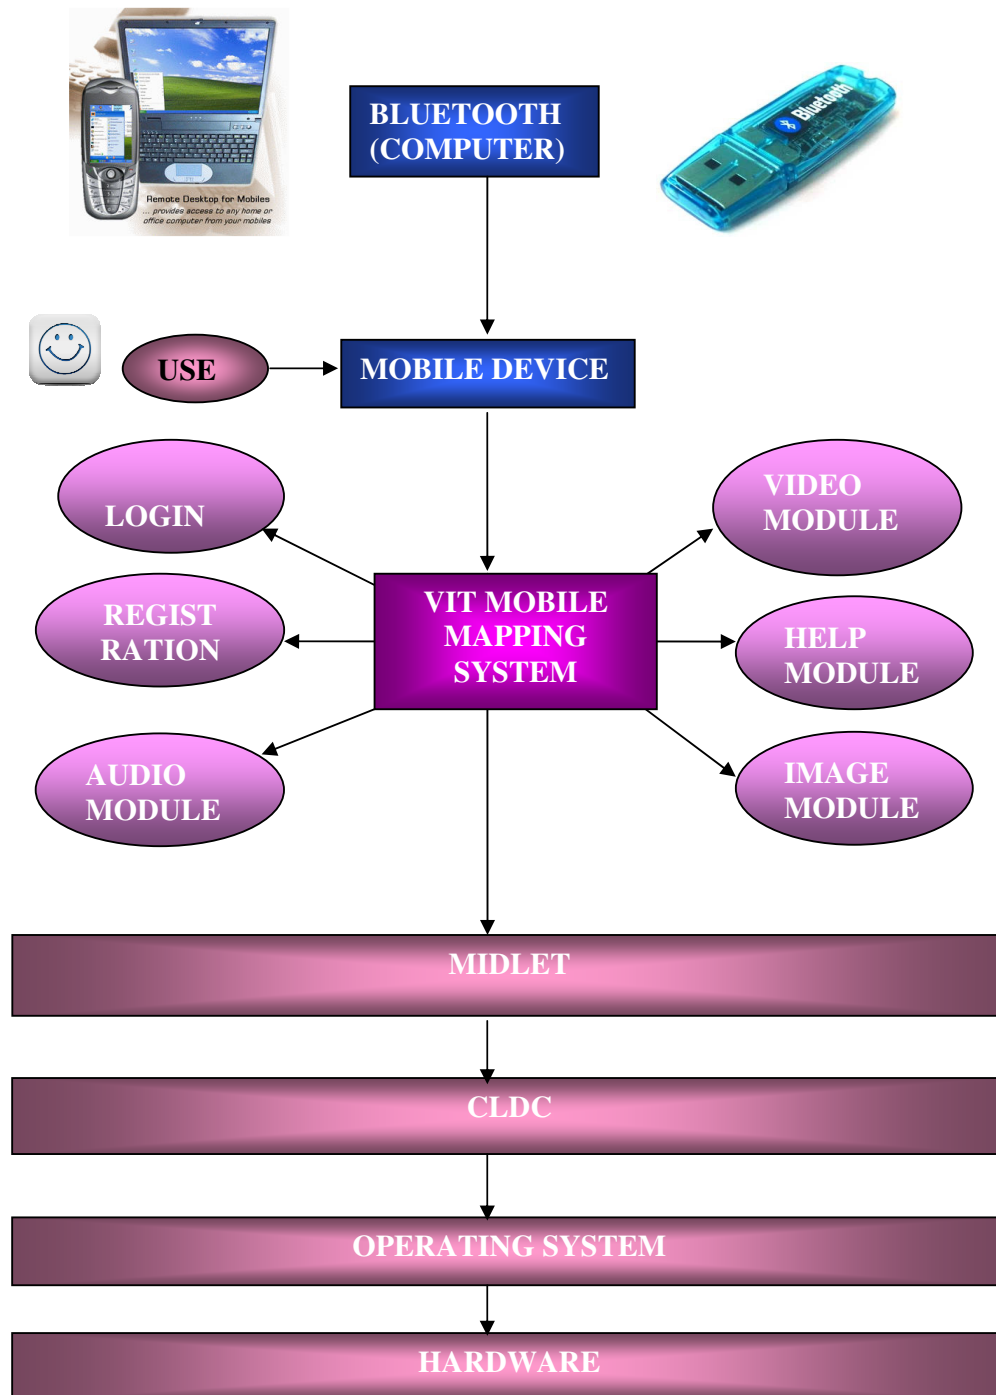 Remote Desktop for Mobiles
... provides access to any home or
office computer from your mobiles
BLUETOOTH
(COMPUTER)
Bluetooth
USE
MOBILE DEVICE
LOGIN
VIDEO
MODULE
REGIST
RATION
VIT MOBILE
MAPPING
SYSTEM
HELP
MODULE
AUDIO
MODULE
IMAGE
MODULE
MIDLET
CLDC
OPERATING SYSTEM
HARDWARE